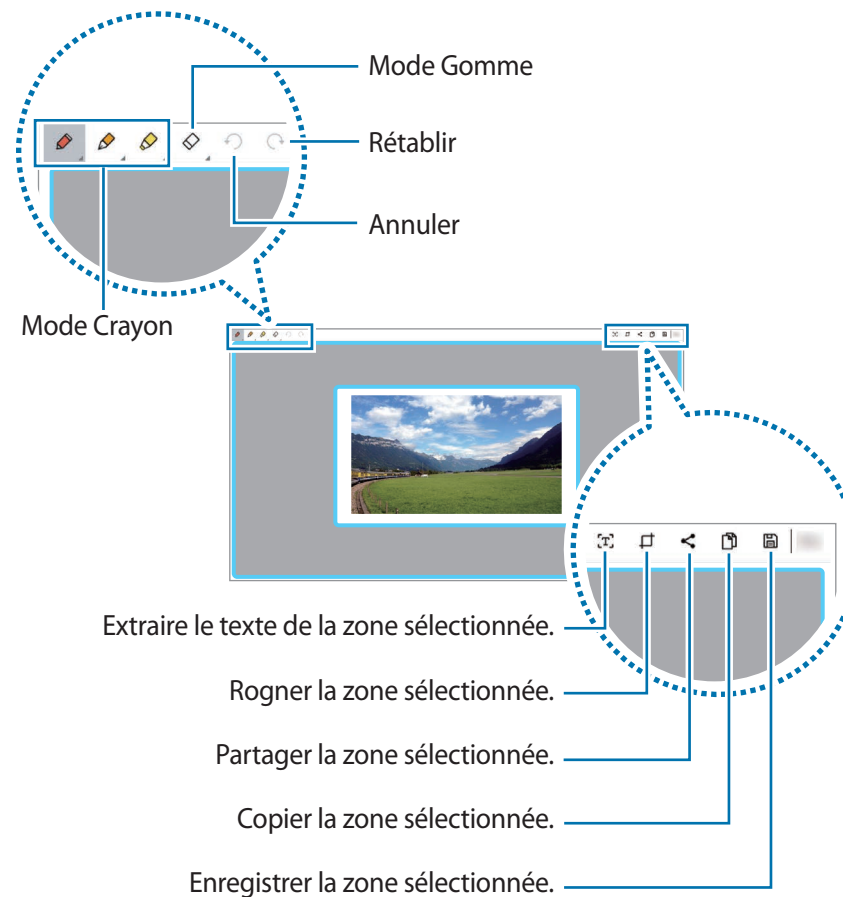 Mode Gomme
Rétablir
Annuler
Mode Crayon
Extraire le texte de la zone sélectionnée.
Rogner la zone sélectionnée.
Partager la zone sélectionnée.
Copier la zone sélectionnée.
Enregistrer la zone sélectionnée.